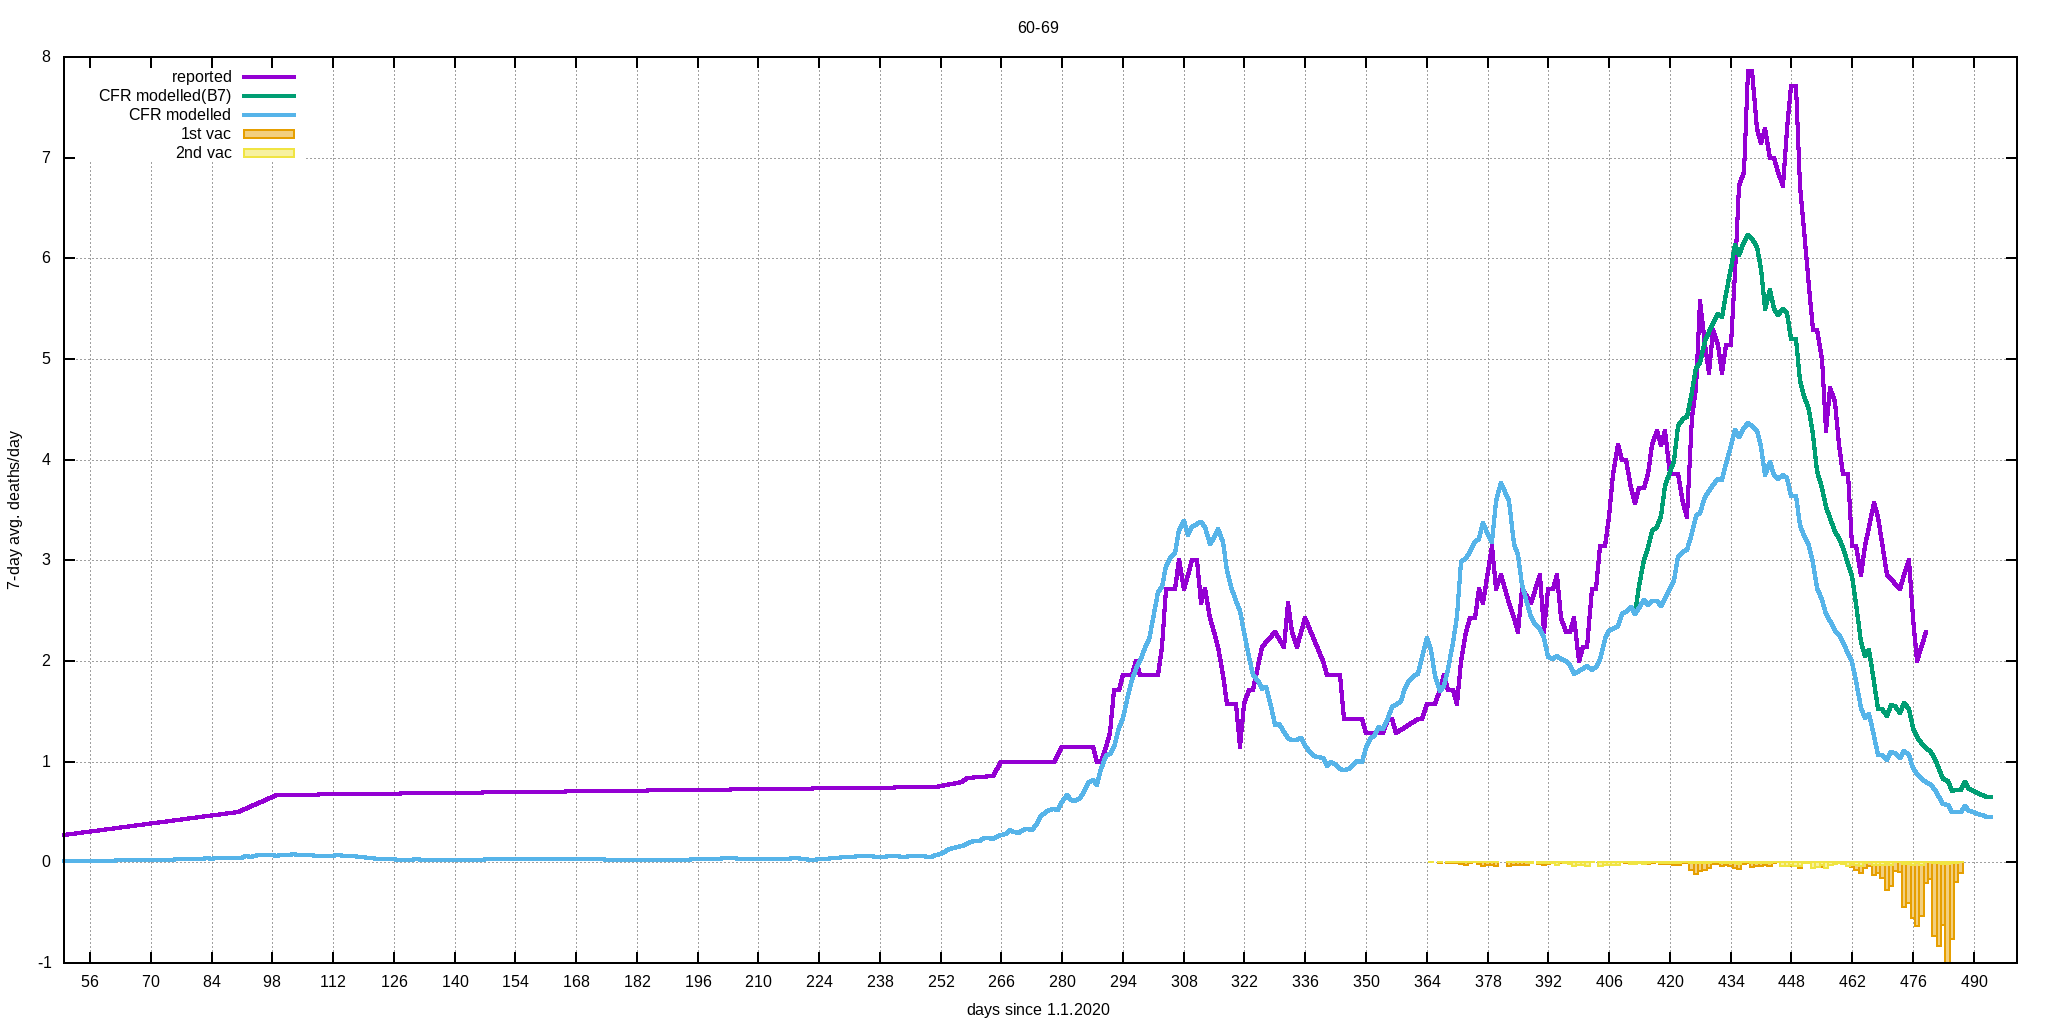 60-69
8
7
6
5
4
3
2
1
0
-1
7-day avg. deaths/day
reported
CFR modelled(B7)
CFR modelled
1st vac
2nd vac
56 70 84 98 112 126 140 154 168 182 196 210 224 238 252 266 280 294 308 322 336 350 364 378 392 406 420 434 448 462 476 490
days since 1.1.2020